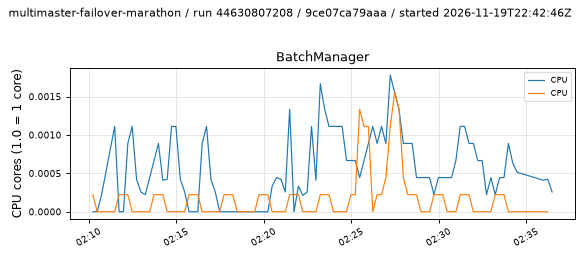 multimaster-failover-marathon / run 44630807208 / 9ce07ca79aaa / started 2026-11-19T22:42:46Z
BatchManager
CPU cores (1.0 = 1 core)
0.0015
0.0010
0.0005
0.0000
CPU
CPU
02:10
02:15
02:20
02:25
02:30
02:35